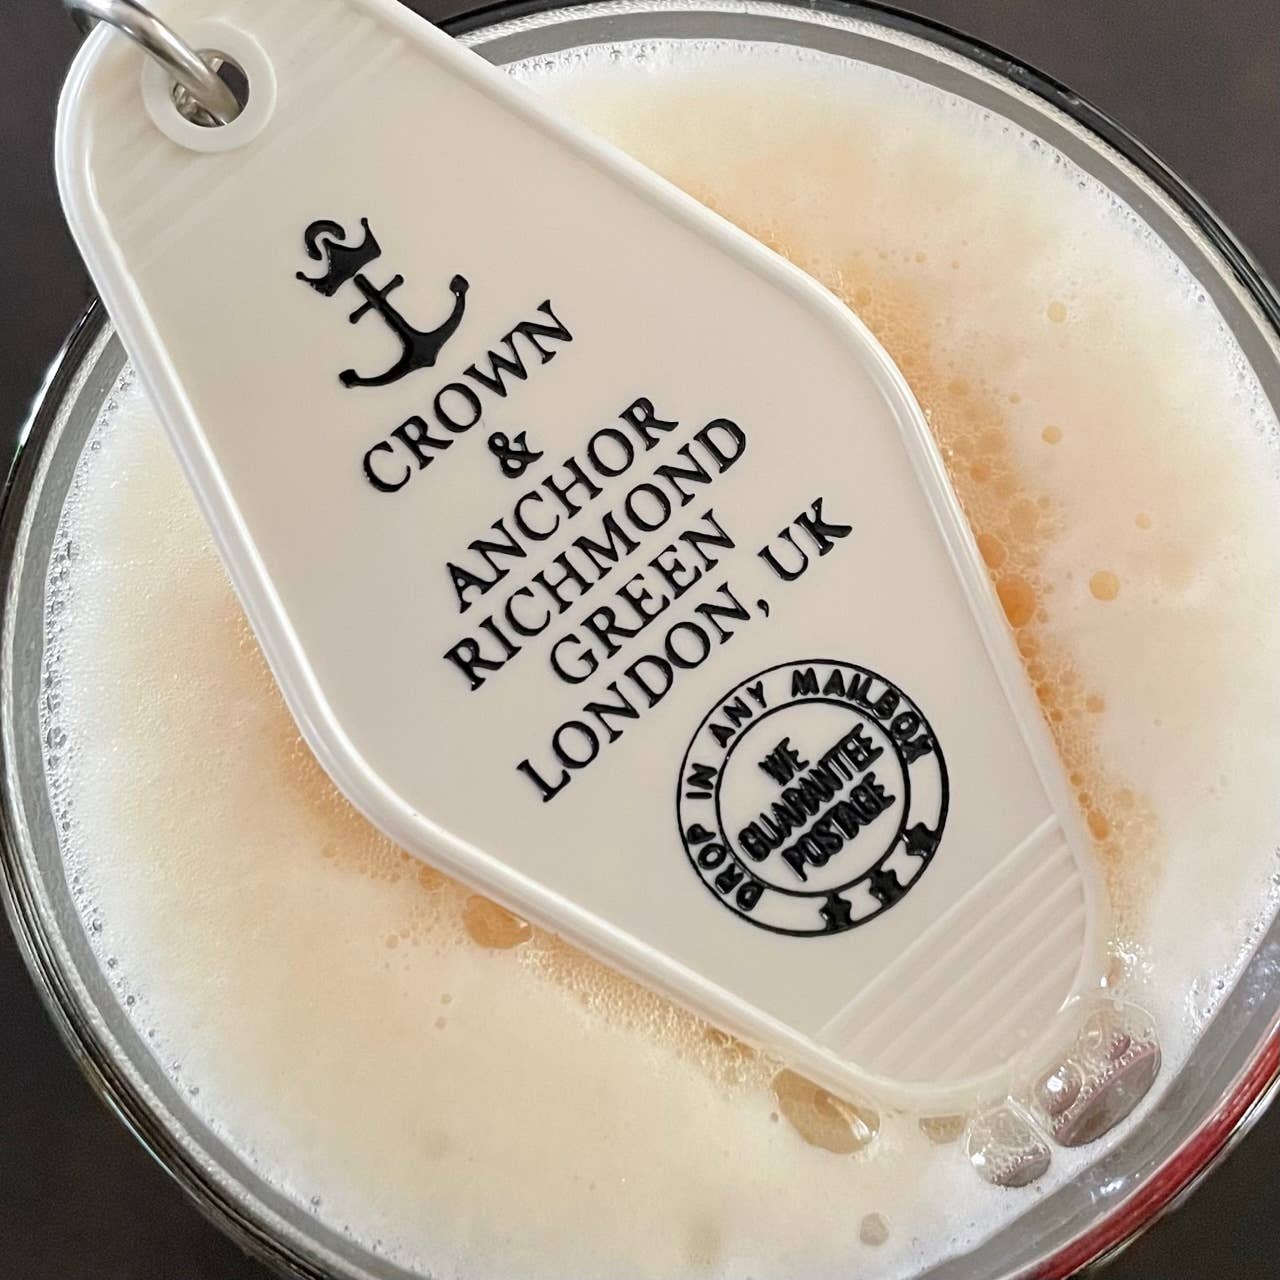 CROWN
&
ANCHOR
RICHMOND
GREEN
LONDON, UK
DROP IN ANY MAILBOX
WE
GUARANTEE
POSTAGE